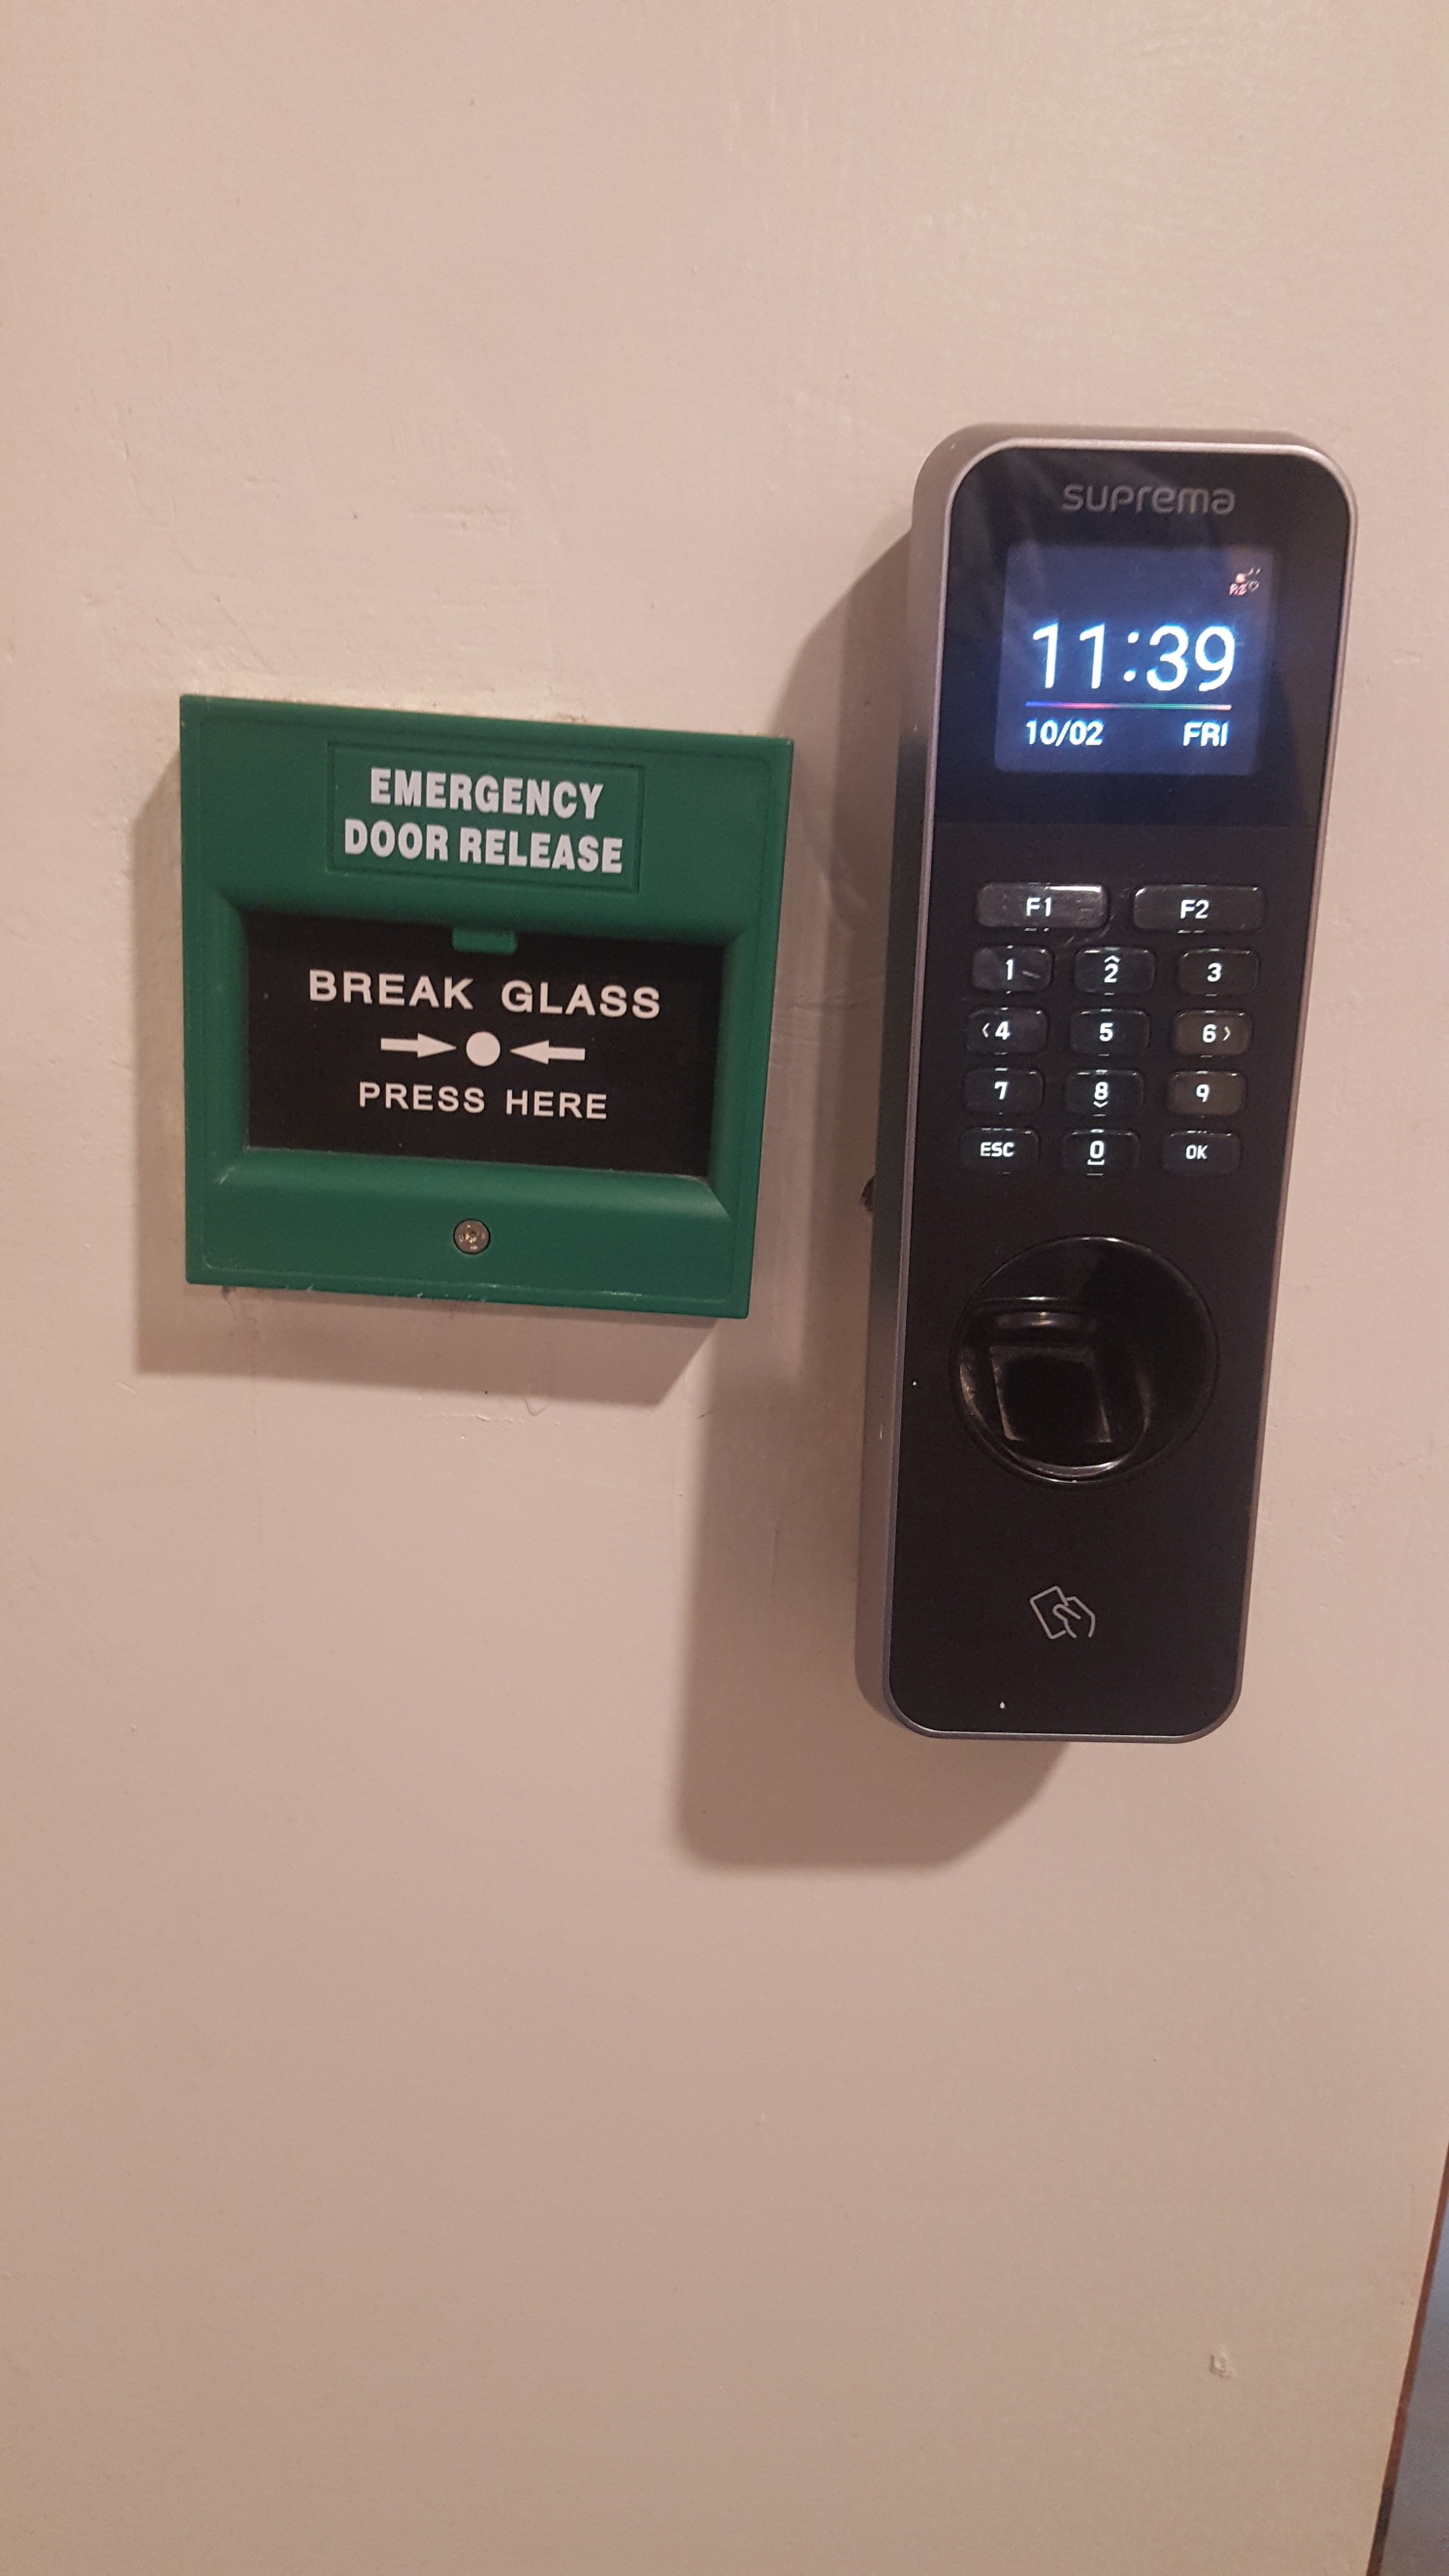 EMERGENCY
DOOR RELEASE
BREAK GLASS
PRESS HERE
suprema
11:39
10/02 FRI
F1 F2
1 2 3
4 5 6
7 8 9
ESC 0 OK